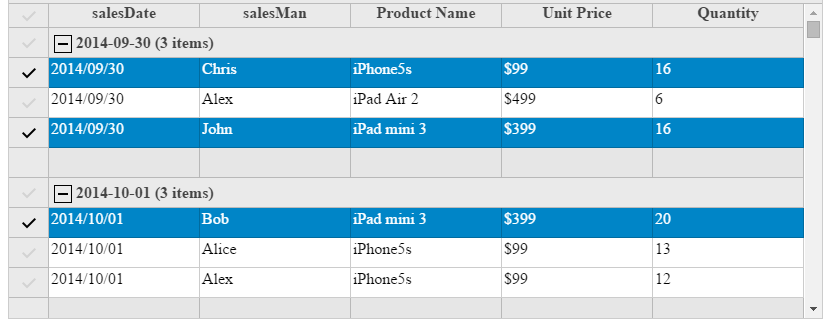 salesDate salesMan Product Name Unit Price Quantity
2014-09-30 (3 items)
2014/09/30 Chris iPhone5s $99 16
2014/09/30 Alex iPad Air 2 $499 6
2014/09/30 John iPad mini 3 $399 16
2014-10-01 (3 items)
2014/10/01 Bob iPad mini 3 $399 20
2014/10/01 Alice iPhone5s $99 13
2014/10/01 Alex iPhone5s $99 12